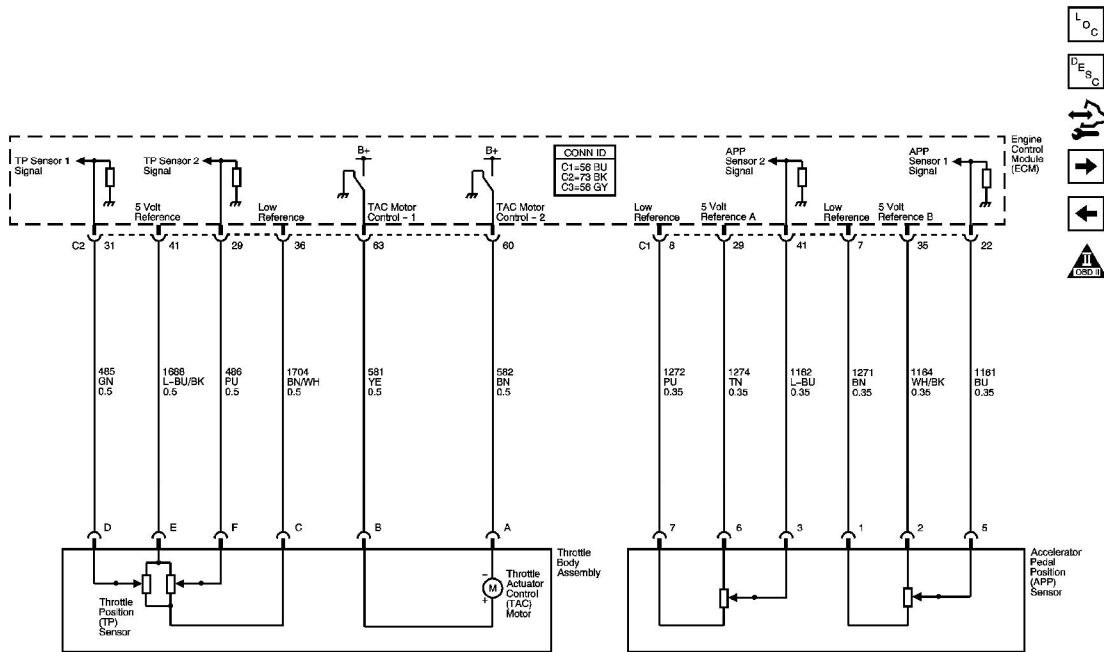 LOC
DESC
OBD II
Engine
Control
Module
(ECM)
TP Sensor 1
Signal
TP Sensor 2
Signal
B+
B+
CONN ID
C1=56 BU
C2=73 BK
C3=56 GY
APP
Sensor 2
Signal
APP
Sensor 1
Signal
5 Volt
Reference
Low
Reference
TAC Motor
Control - 1
TAC Motor
Control - 2
Low
Reference
5 Volt
Reference A
Low
Reference
5 Volt
Reference B
C2 31 41 29 36 63 60 C1 8 29 41 7 35 22
485
GN
0.5
1688
L-BU/BK
0.5
486
PU
0.5
1704
BN/WH
0.5
581
YE
0.5
582
BN
0.5
1272
PU
0.35
1274
TN
0.35
1162
L-BU
0.35
1271
BN
0.35
1164
WH/BK
0.35
1161
BU
0.35
D E F C B A 7 6 3 1 2 5
Throttle
Body
Assembly
Accelerator
Pedal
Position
(APP)
Sensor
Throttle
Position
(TP)
Sensor
M
- +
Throttle
Actuator
Control
(TAC)
Motor